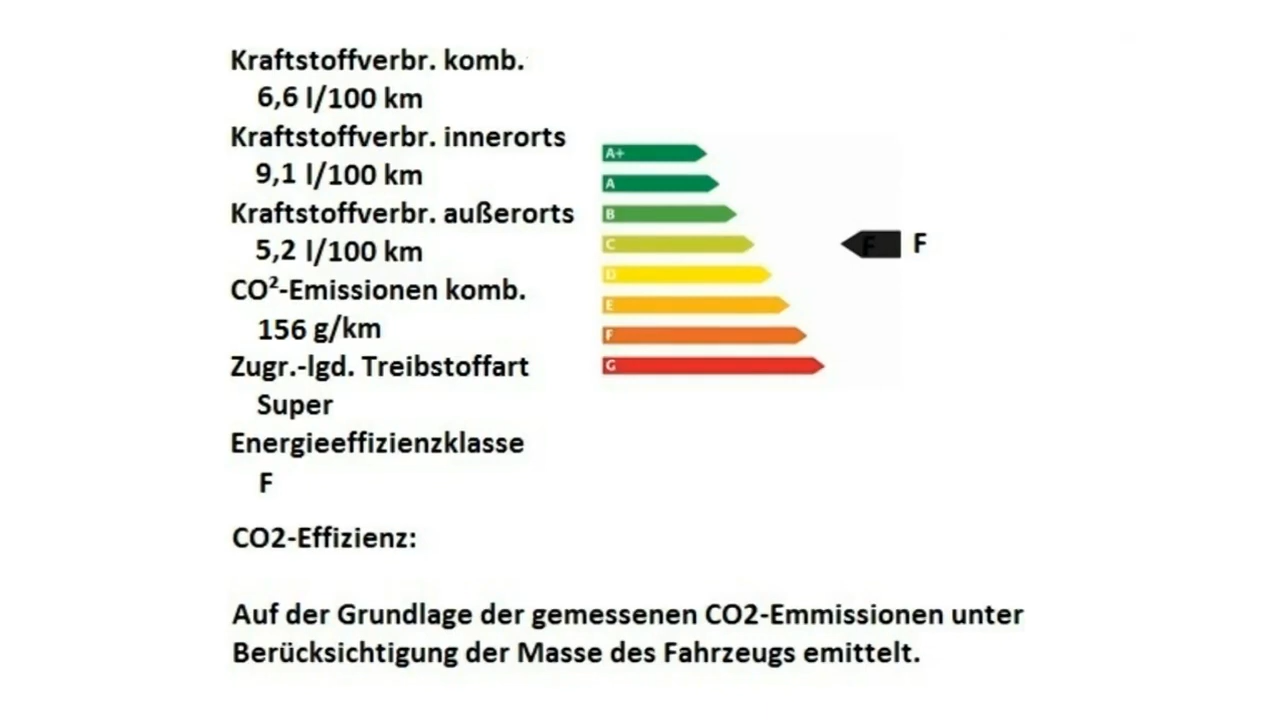 Kraftstoffverbr. komb.
6,6 l/100 km
Kraftstoffverbr. innerorts
9,1 l/100 km
Kraftstoffverbr. außerorts
5,2 l/100 km
CO²-Emissionen komb.
156 g/km
Zugr.-lgd. Treibstoffart
Super
Energieeffizienzklasse
F
A+
A
B
C
D
E
F
G
F F
CO2-Effizienz:
Auf der Grundlage der gemessenen CO2-Emmissionen unter
Berücksichtigung der Masse des Fahrzeugs emittelt.